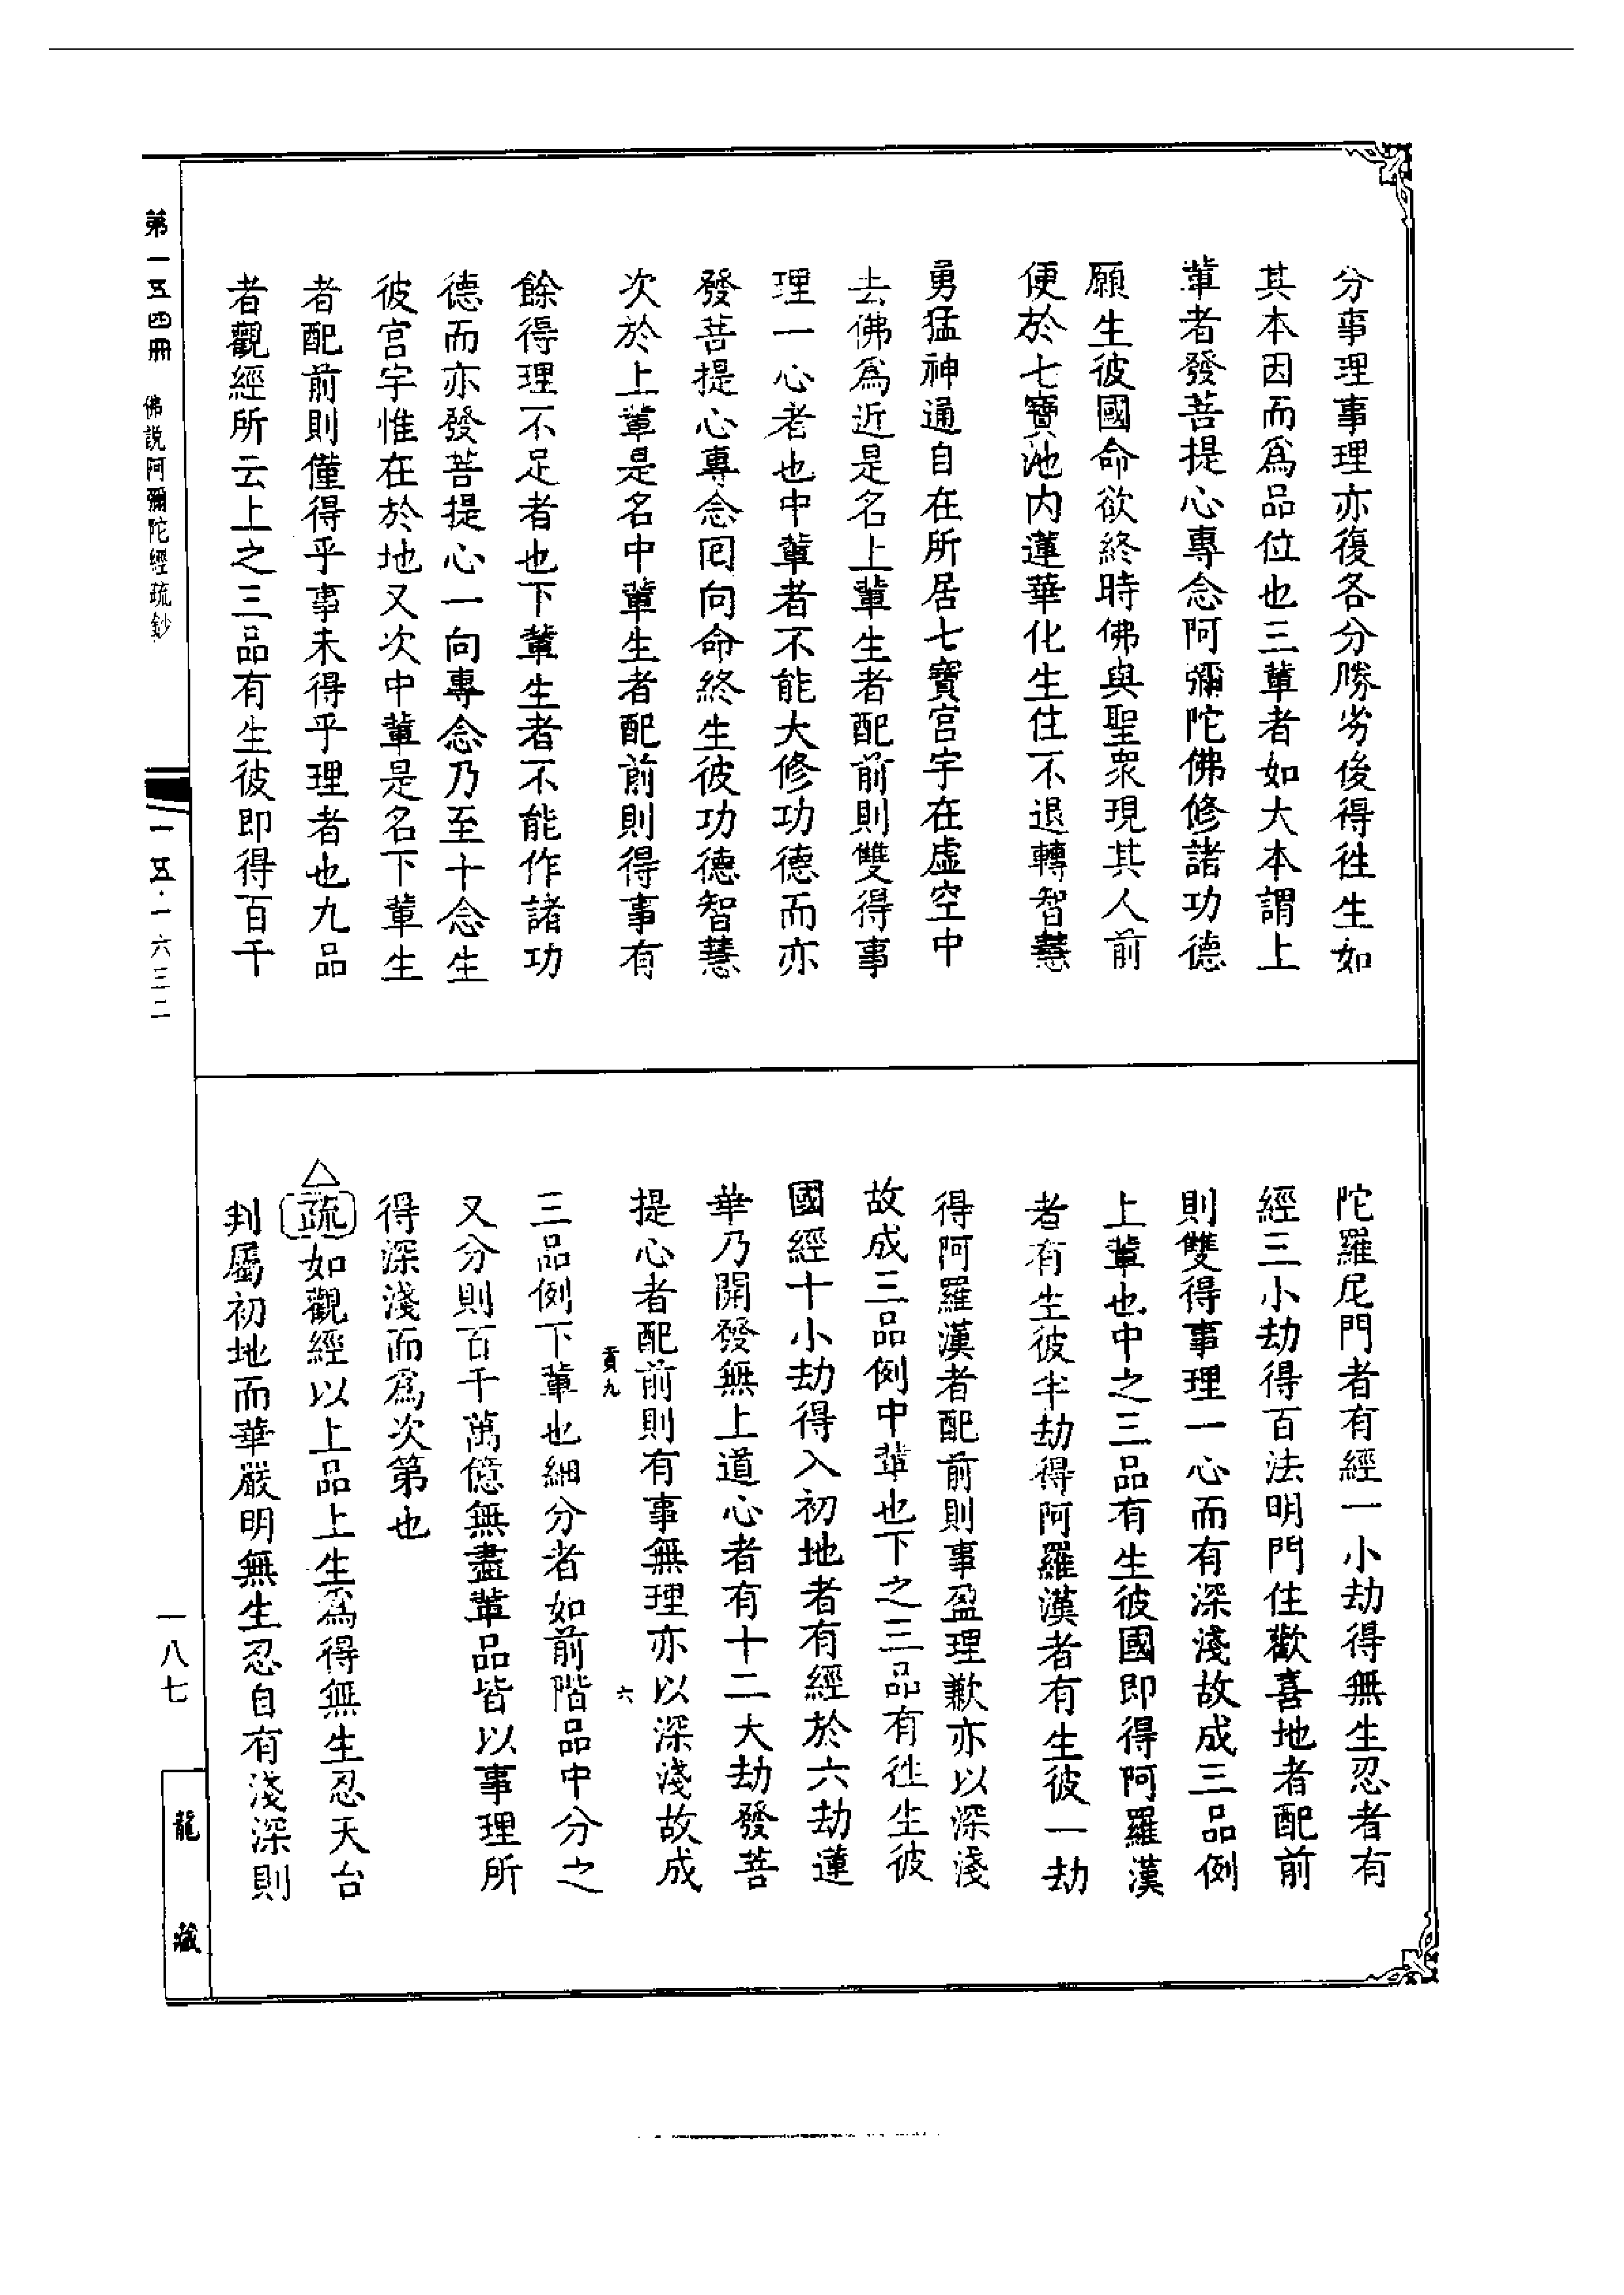 分事理事理亦復各分勝劣後得徃生如
其本因而爲品位也三輩者如大本謂上
輩者發菩提心專念阿彌陀佛修諸功德
願生彼國命欲終時佛與聖衆現其人前
便於七寶池内蓮華化生住不退轉智慧
勇猛神通自在所居七寶宫宇在虛空中
去佛爲近是名上輩生者配前則雙得事
理一心者也中輩者不能大修功德而亦
發菩提心專念囘向命終生彼功德智慧
次於上輩是名中輩生者配前則得事有
餘得理不足者也下輩生者不能作諸功
德而亦發菩提心一向專念乃至十念生
彼宫宇惟在於地又次中輩是名下輩生
者配前則僅得乎事未得乎理者也九品
者觀經所云上之三品有生彼即得百千
陀羅尼門者有經一小劫得無生忍者有
經三小劫得百法明門住歡喜地者配前
則雙得事理一心而有深淺故成三品例
上輩也中之三品有生彼國即得阿羅漢
者有生彼半劫得阿羅漢者有生彼一劫
得阿羅漢者配前則事盈理歉亦以深淺
故成三品例中輩也下之三品有徃生彼
國經十小劫得入初地者有經於六劫蓮
華乃開發無上道心者有十二大劫發菩
提心者配前則有事無理亦以深淺故成
貢九 六
三品例下輩也細分者如前階品中分之
又分則百千萬億無盡輩品皆以事理所
得深淺而爲次第也
△疏如觀經以上品上生爲得無生忍天台
判屬初地而華嚴明無生忍自有淺深則
第一五四冊 佛説阿彌陀經疏鈔
一五·一六三二
一八七
龍藏